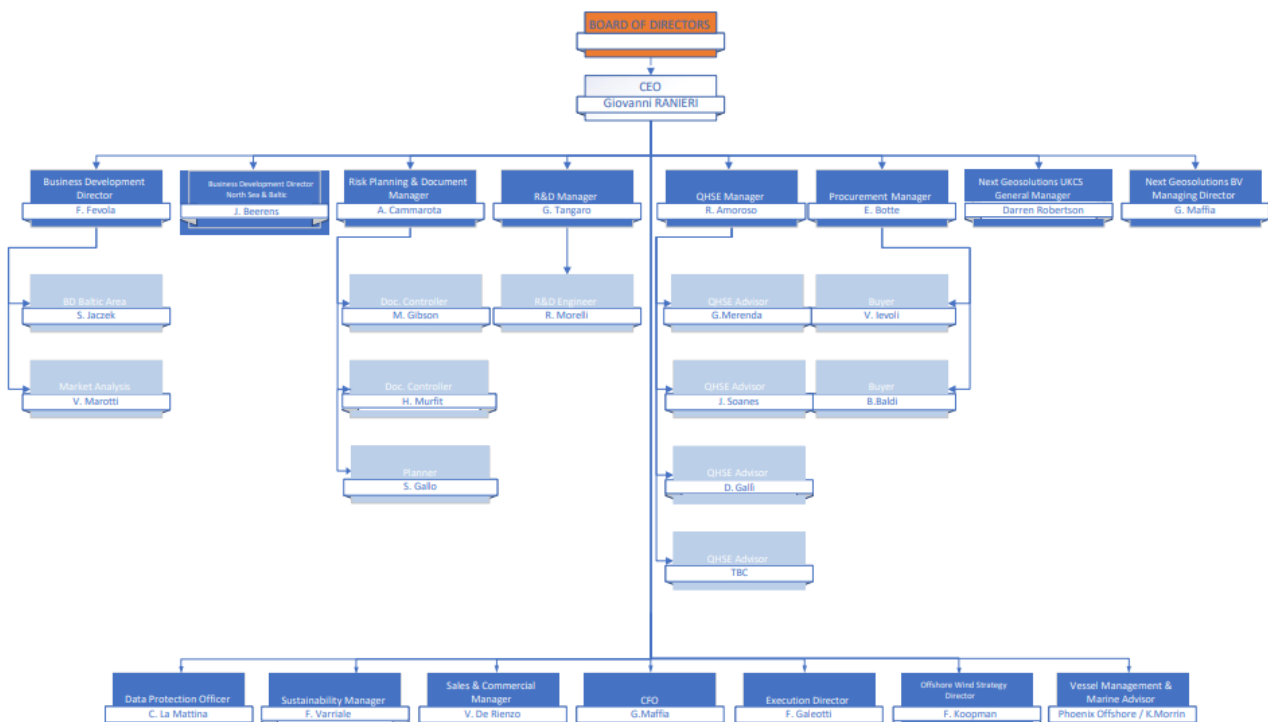 BOARD OF DIRECTORS
CEO
Giovanni RANIERI
Business Development
Director
F. Fevola
Business Development Director
North Sea & Baltic
J. Beerens
Risk Planning & Document
Manager
A. Cammarota
R&D Manager
G. Tangaro
QHSE Manager
R. Amoroso
Procurement Manager
E. Botte
Next Geosolutions UKCS
General Manager
Darren Robertson
Next Geosolutions BV
Managing Director
G. Maffia
BD Baltic Area
S. Jaczek
Doc. Controller
M. Gibson
R&D Engineer
R. Morelli
QHSE Advisor
G.Merenda
Buyer
V. Ievoli
Market Analysis
V. Marotti
Doc. Controller
H. Murfit
QHSE Advisor
J. Soanes
Buyer
B.Baldi
Planner
S. Gallo
QHSE Advisor
D. Galli
QHSE Advisor
TBC
Data Protection Officer
C. La Mattina
Sustainability Manager
F. Varriale
Sales & Commercial
Manager
V. De Rienzo
CFO
G.Maffia
Execution Director
F. Galeotti
Offshore Wind Strategy
Director
F. Koopman
Vessel Management &
Marine Advisor
Phoenix Offshore / K.Morrin